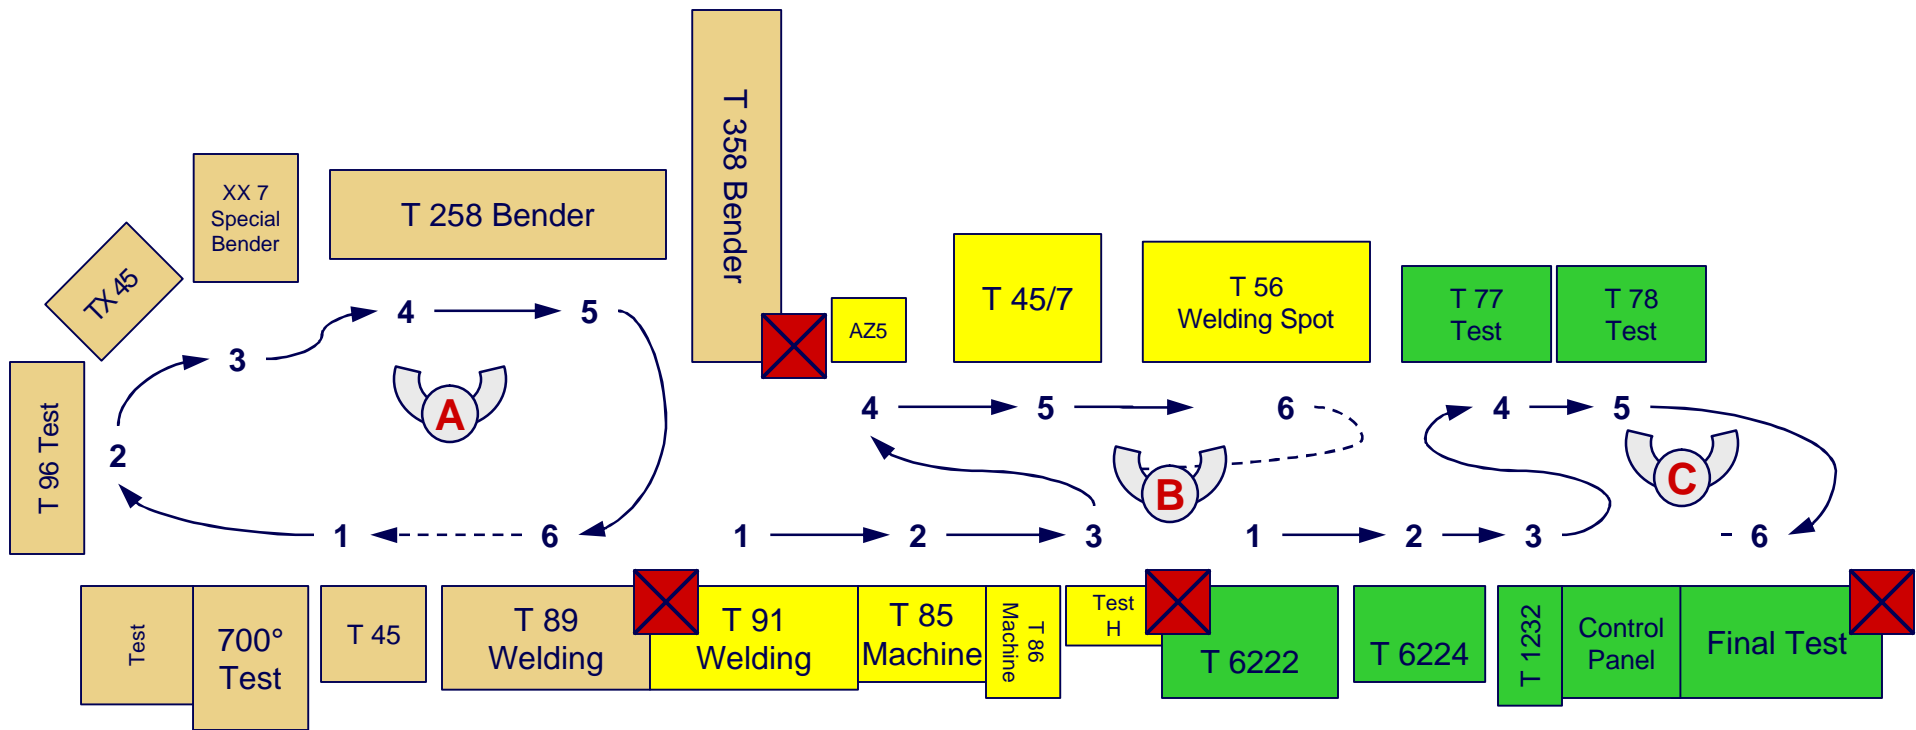 T 358 Bender
XX 7
Special
Bender
T 258 Bender
TX 45
T 45/7
T 56
Welding Spot
T 77
Test
T 78
Test
AZ5
4
5
3
A
T 96 Test
2
4
5
6
4
5
B
C
1
6
1
2
3
1
2
3
- 6
Test
700°
Test
T 45
T 89
Welding
T 91
Welding
T 85
Machine
T 86
Machine
Test
H
T 6222
T 6224
T 1232
Control
Panel
Final Test